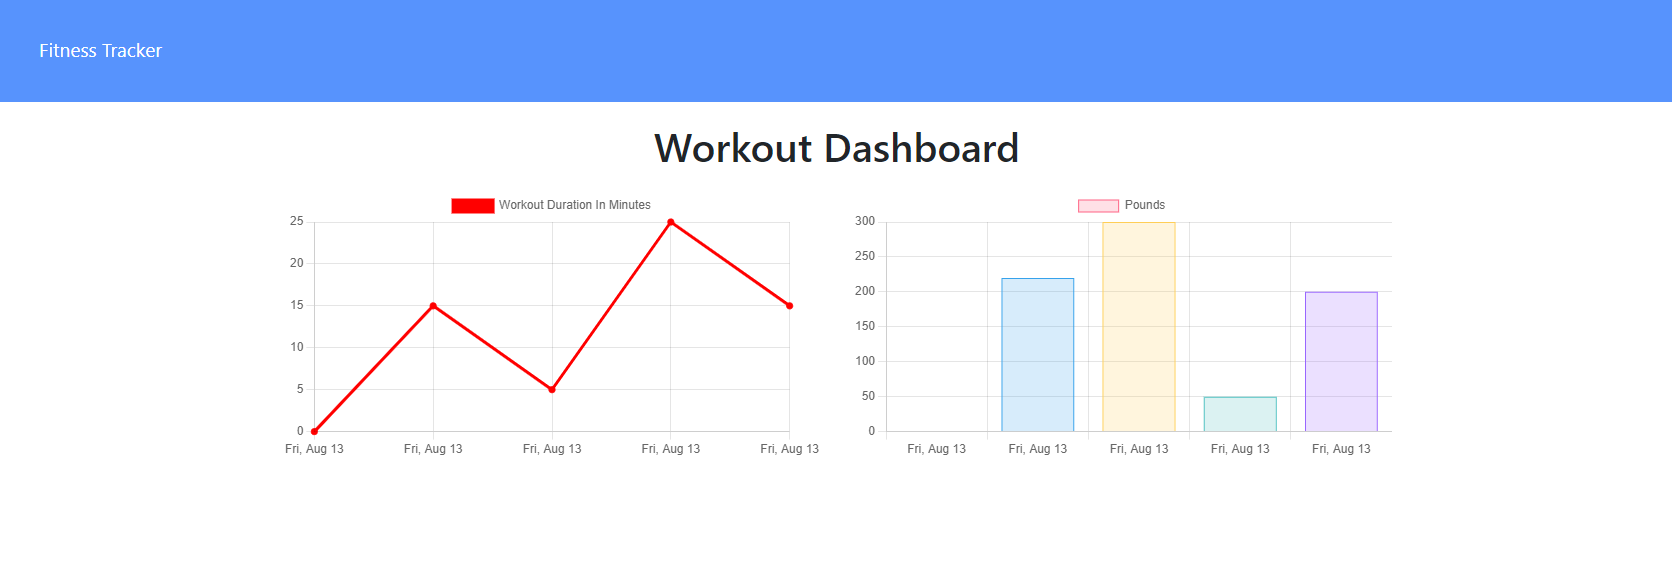 Fitness Tracker
Workout Dashboard
Workout Duration In Minutes
25
20
15
10
5
0
Fri, Aug 13 Fri, Aug 13 Fri, Aug 13 Fri, Aug 13 Fri, Aug 13
Pounds
300
250
200
150
100
50
0
Fri, Aug 13 Fri, Aug 13 Fri, Aug 13 Fri, Aug 13 Fri, Aug 13